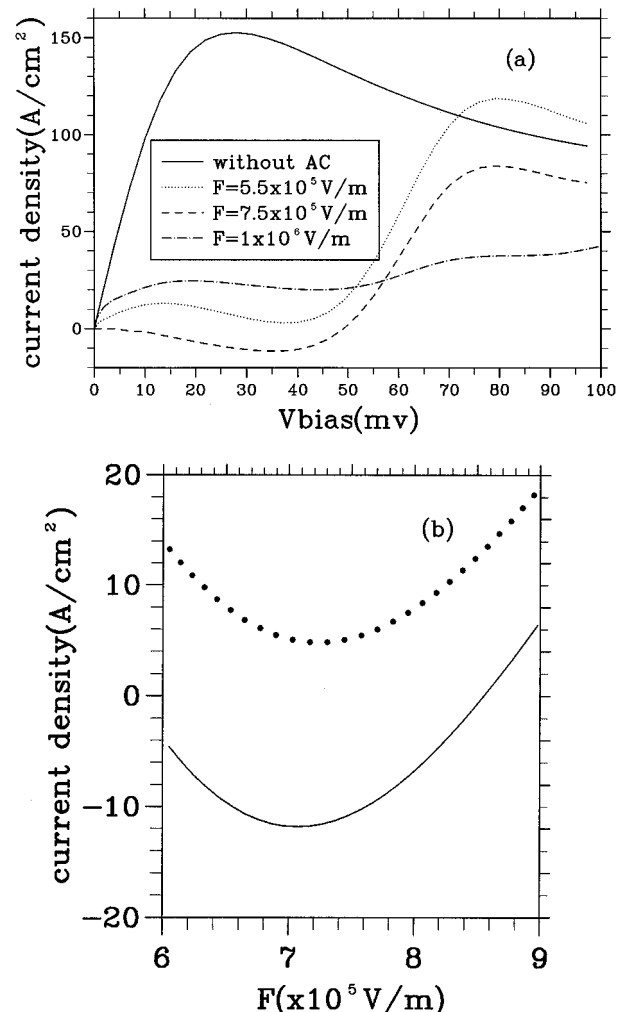 150
(a)
100
without AC
F=5.5x10⁵V/m
F=7.5x10⁵V/m
F=1x10⁶V/m
50
0
current density(A/cm²)
0 10 20 30 40 50 60 70 80 90 100
Vbias(mv)
20
(b)
10
0
−10
−20
current density(A/cm²)
6 7 8 9
F(x10⁵V/m)